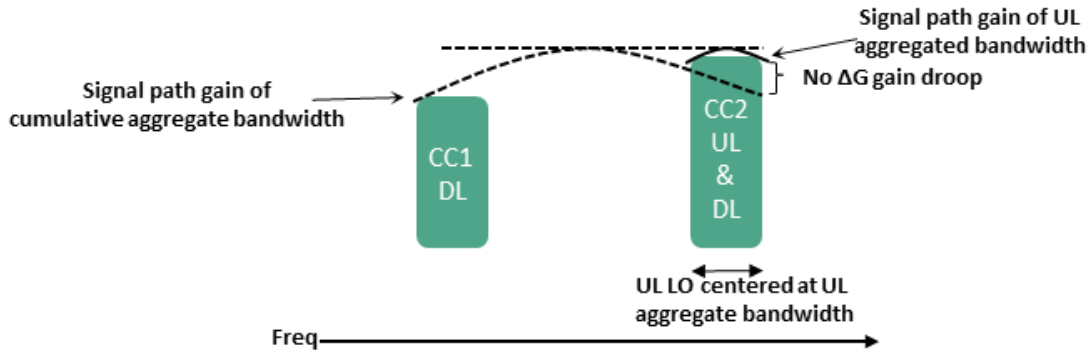 Signal path gain of UL
aggregated bandwidth
No ΔG gain droop
Signal path gain of
cumulative aggregate bandwidth
CC1
DL
CC2
UL
&
DL
UL LO centered at UL
aggregate bandwidth
Freq